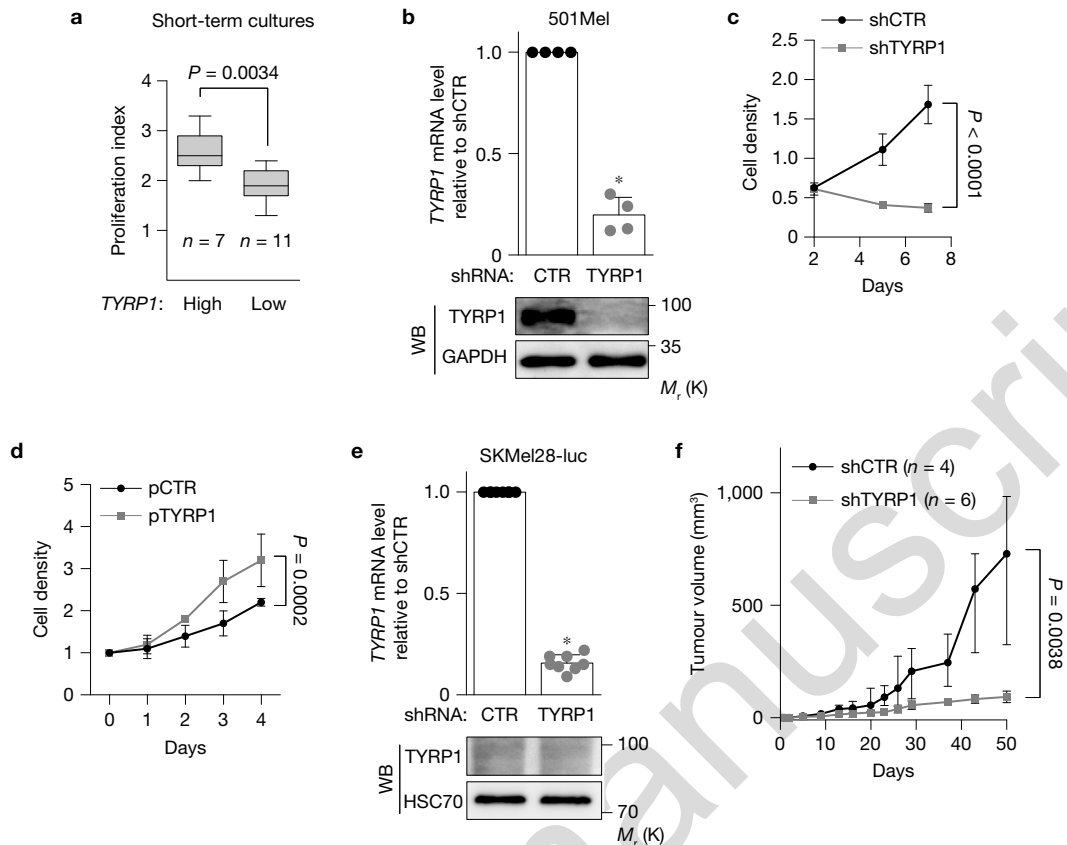 a
Short-term cultures
P = 0.0034
Proliferation index
4
3
2
1
n = 7
n = 11
TYRP1:
High
Low
b
501Mel
TYRP1 mRNA level
relative to shCTR
1.0
0.5
0
*
shRNA:
CTR
TYRP1
WB
TYRP1
GAPDH
100
35
Mr (K)
c
shCTR
shTYRP1
Cell density
2.5
2.0
1.5
1.0
0.5
0
2
4
6
8
Days
P < 0.0001
d
pCTR
pTYRP1
Cell density
5
4
3
2
1
0
0
1
2
3
4
Days
P = 0.0002
e
SKMel28-luc
TYRP1 mRNA level
relative to shCTR
1.0
0.5
0
*
shRNA:
CTR
TYRP1
WB
TYRP1
HSC70
100
70
Mr (K)
f
shCTR (n = 4)
shTYRP1 (n = 6)
Tumour volume (mm³)
1,000
500
0
0
10
20
30
40
50
Days
P = 0.0038
anuscri